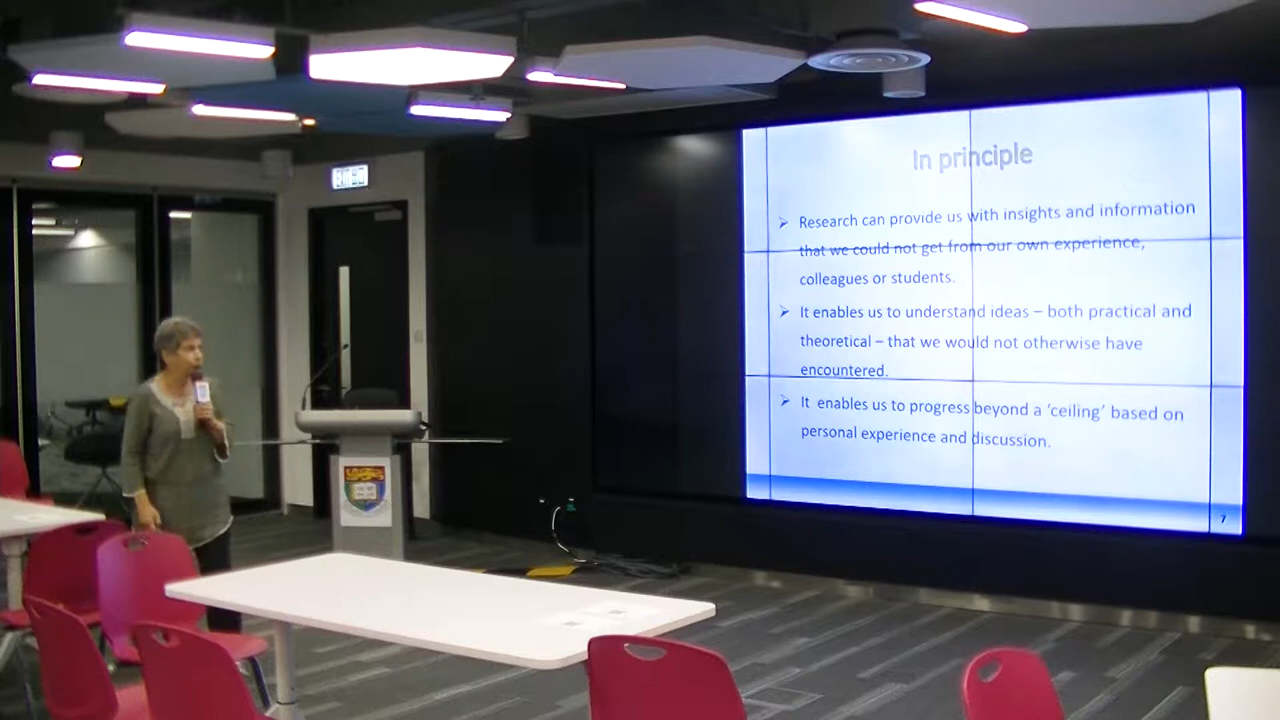 EXIT
In principle
Research can provide us with insights and information
that we could not get from our own experience,
colleagues or students.
It enables us to understand ideas – both practical and
theoretical – that we would not otherwise have
encountered.
It enables us to progress beyond a ‘ceiling’ based on
personal experience and discussion.
7